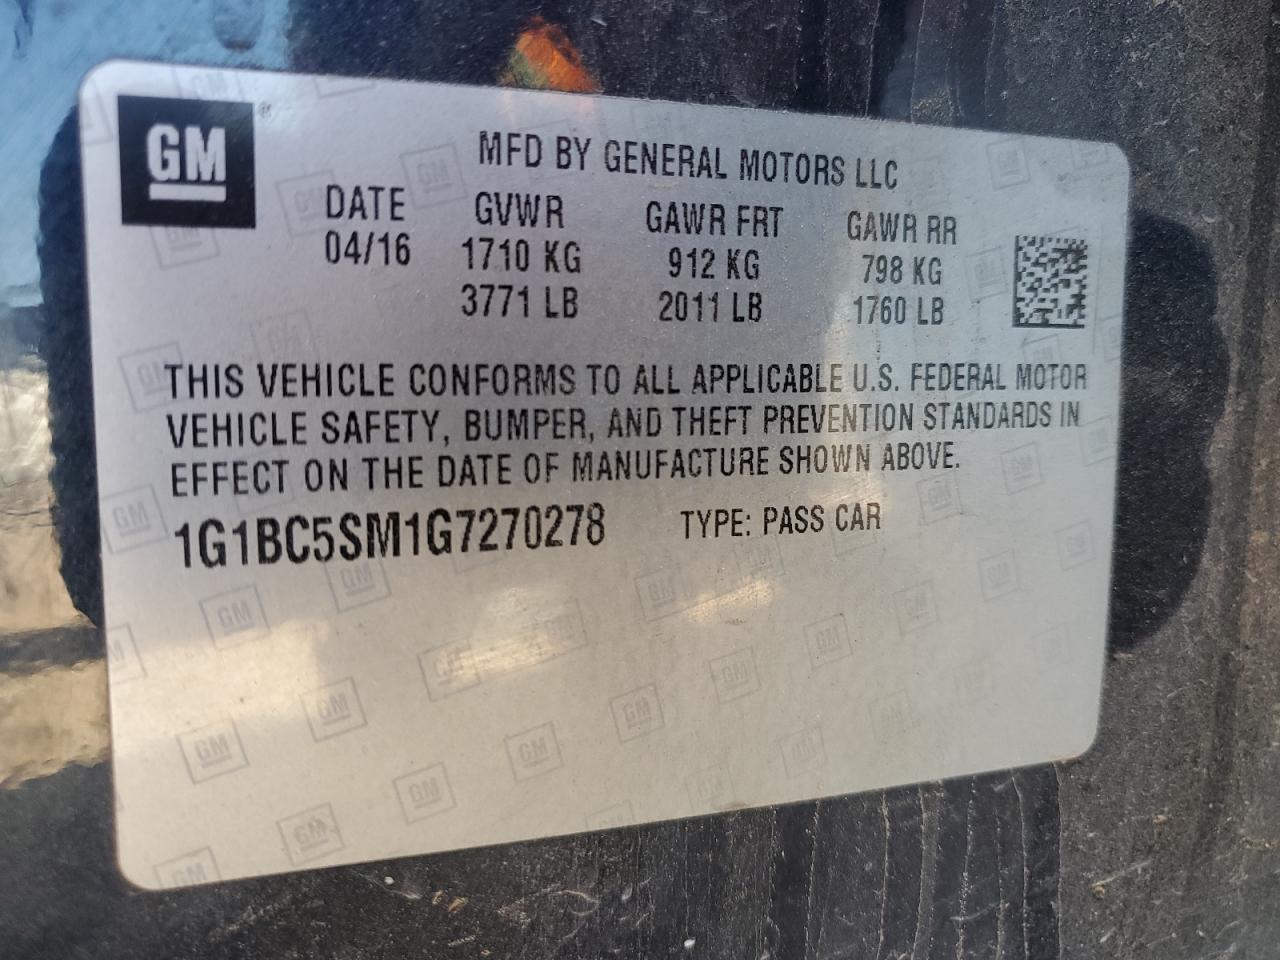 GM
MFD BY GENERAL MOTORS LLC
DATE GVWR GAWR FRT GAWR RR
04/16 1710 KG 912 KG 798 KG
3771 LB 2011 LB 1760 LB
THIS VEHICLE CONFORMS TO ALL APPLICABLE U.S. FEDERAL MOTOR
VEHICLE SAFETY, BUMPER, AND THEFT PREVENTION STANDARDS IN
EFFECT ON THE DATE OF MANUFACTURE SHOWN ABOVE.
1G1BC5SM1G7270278 TYPE: PASS CAR